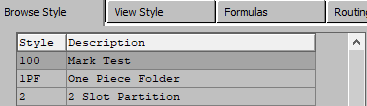 Browse Style View Style Formulas Routin
Style Description
100 Mark Test
1PF One Piece Folder
2 2 Slot Partition